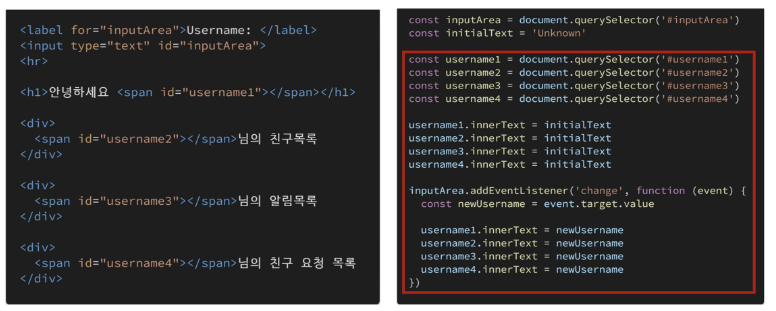 <label for="inputArea">Username: </label>
<input type="text" id="inputArea">
<hr>
<h1>안녕하세요 <span id="username1"></span></h1>
<div>
<span id="username2"></span>님의 친구목록
</div>
<div>
<span id="username3"></span>님의 알림목록
</div>
<div>
<span id="username4"></span>님의 친구 요청 목록
</div>
const inputArea = document.querySelector('#inputArea')
const initialText = 'Unknown'
const username1 = document.querySelector('#username1')
const username2 = document.querySelector('#username2')
const username3 = document.querySelector('#username3')
const username4 = document.querySelector('#username4')
username1.innerText = initialText
username2.innerText = initialText
username3.innerText = initialText
username4.innerText = initialText
inputArea.addEventListener('change', function (event) {
const newUsername = event.target.value
username1.innerText = newUsername
username2.innerText = newUsername
username3.innerText = newUsername
username4.innerText = newUsername
})